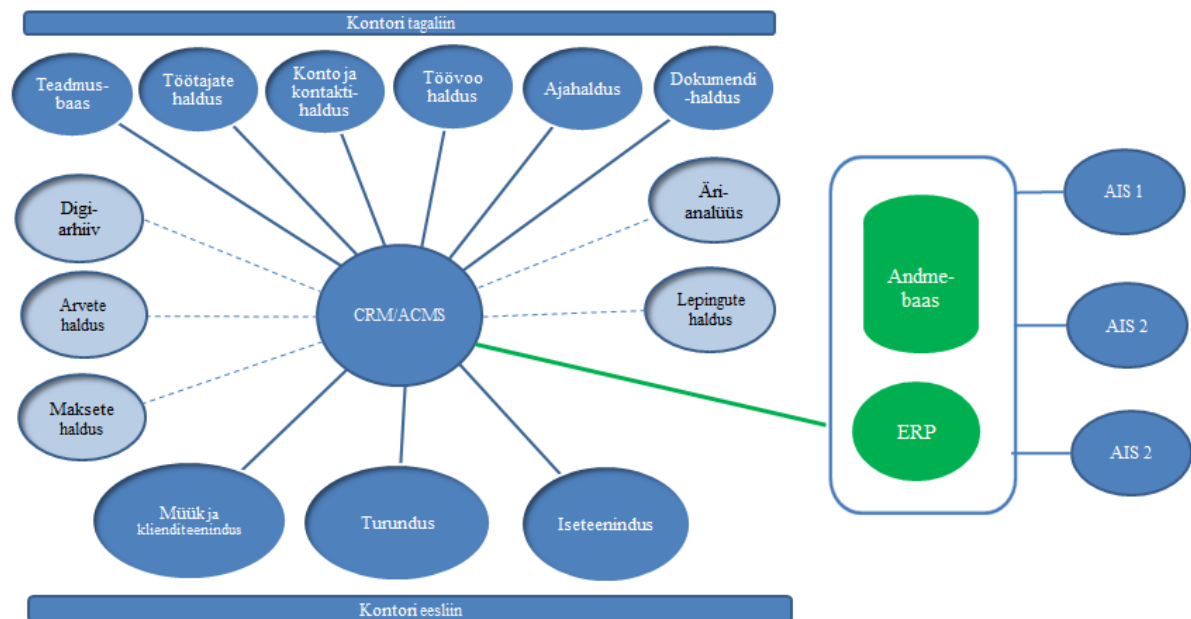 Kontori tagaliin
Teadmus-
baas
Töötajate
haldus
Konto ja
kontakti-
haldus
Töövoo
haldus
Ajahaldus
Dokumendi
-haldus
Digi-
arhiiv
Äri-
analüüs
AIS 1
Andme-
baas
Arvete
haldus
CRM/ACMS
Lepingute
haldus
AIS 2
Maksete
haldus
ERP
AIS 2
Müük ja
klienditeenindus
Turundus
Iseteenindus
Kontori eesliin